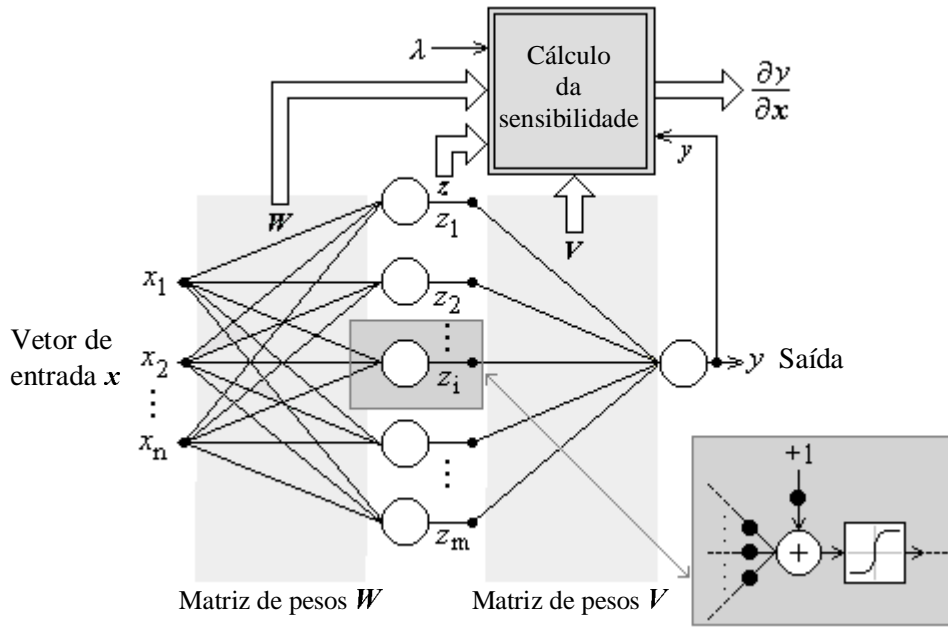 λ
Cálculo
da
sensibilidade
∂y
∂x
y
z
W
z1
V
x1
z2
Vetor de
entrada x
x2
zi
y Saída
xn
+1
zm
+
Matriz de pesos W
Matriz de pesos V